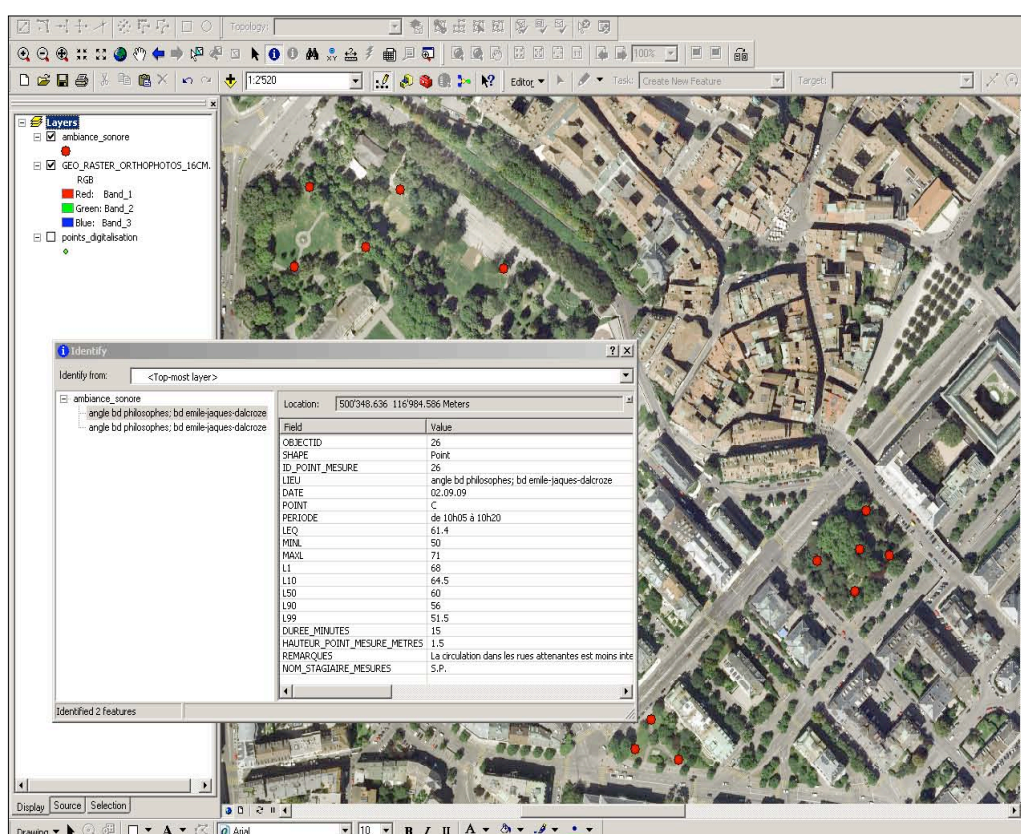 Topology:
100%
1:2'520
Editor
Task: Create New Feature
Target:
Layers
ambiance_sonore
GEO_RASTER_ORTHOPHOTOS_16CM.
RGB
Red: Band_1
Green: Band_2
Blue: Band_3
points_digitalisation
Identify
Identify from: <Top-most layer>
ambiance_sonore
angle bd philosophes; bd emile-jaques-dalcroze
angle bd philosophes; bd emile-jaques-dalcroze
Location: 500'348.636 116'984.586 Meters
Field Value
OBJECTID 26
SHAPE Point
ID_POINT_MESURE 26
LIEU angle bd philosophes; bd emile-jaques-dalcroze
DATE 02.09.09
POINT C
PERIODE de 10h05 à 10h20
LEQ 61.4
MINL 50
MAXL 71
L1 68
L10 64.5
L50 60
L90 56
L99 51.5
DUREE_MINUTES 15
HAUTEUR_POINT_MESURE_METRES 1.5
REMARQUES La circulation dans les rues attenantes est moins inte
NOM_STAGIAIRE_MESURES S.P.
Identified 2 features
Display Source Selection
Drawing A Arial 10 B I U A